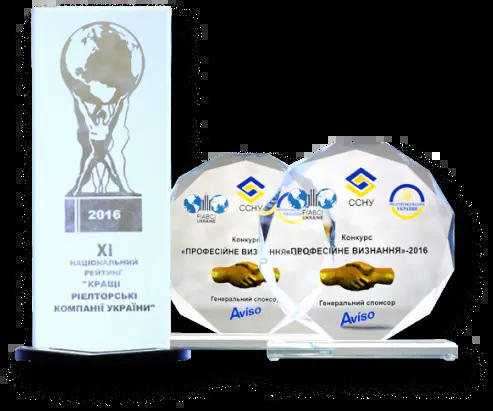 2016
XI
НАЦІОНАЛЬНИЙ
РЕЙТИНГ
"КРАЩІ
РІЕЛТОРСЬКІ
КОМПАНІЇ УКРАЇНИ"
FIABCI
UKRAINE
ССНУ
Конкурс
«ПРОФЕСІЙНЕ ВИЗНАННЯ»
Генеральний спонсор
Aviso
FIABCI
UKRAINE
ССНУ
УКРАЇНИ
Конкурс
«ПРОФЕСІЙНЕ ВИЗНАННЯ»-2016
Генеральний спонсор
Aviso